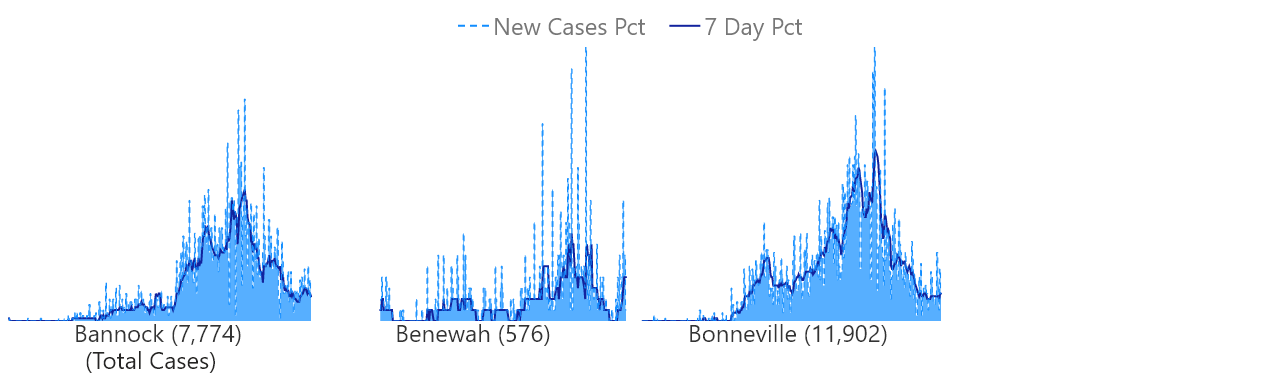 New Cases Pct 7 Day Pct
Bannock (7,774) Benewah (576) Bonneville (11,902)
(Total Cases)